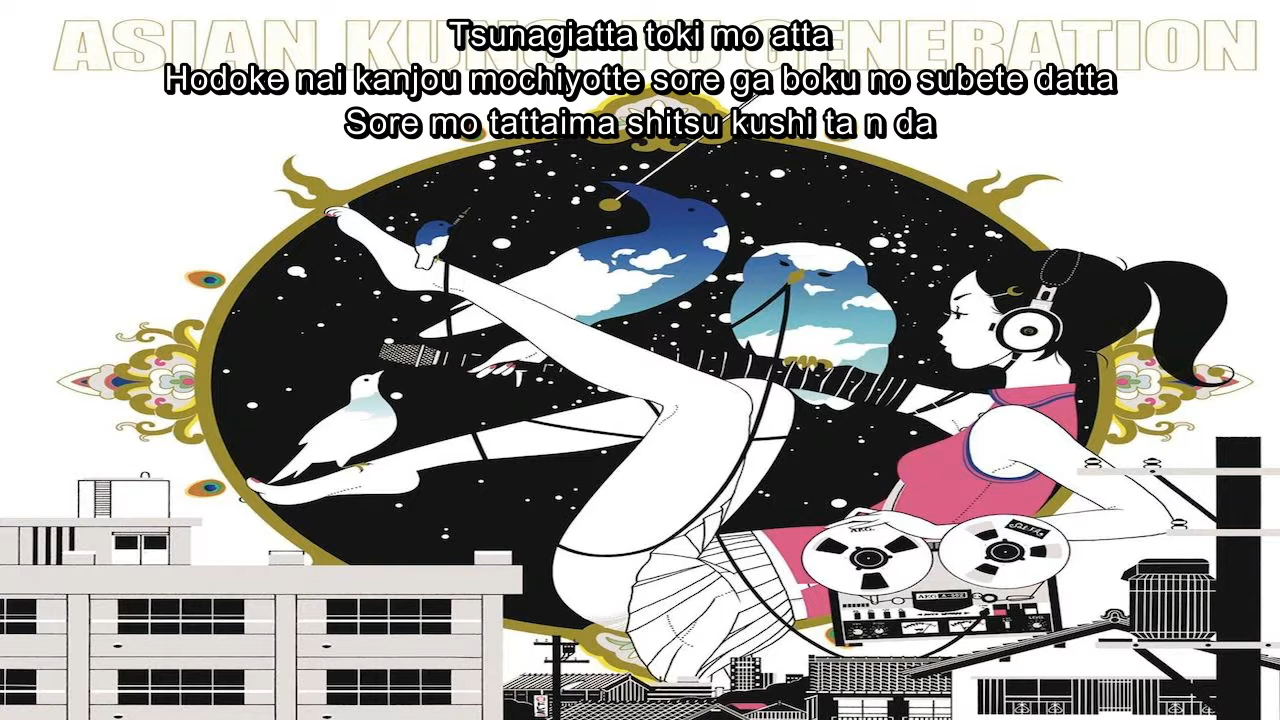 ASIAN KUNG-FU GENERATION
Tsunagiatta toki mo atta
Hodoke nai kanjou mochiyotte sore ga boku no subete datta
Sore mo tattaima shitsu kushi ta n da